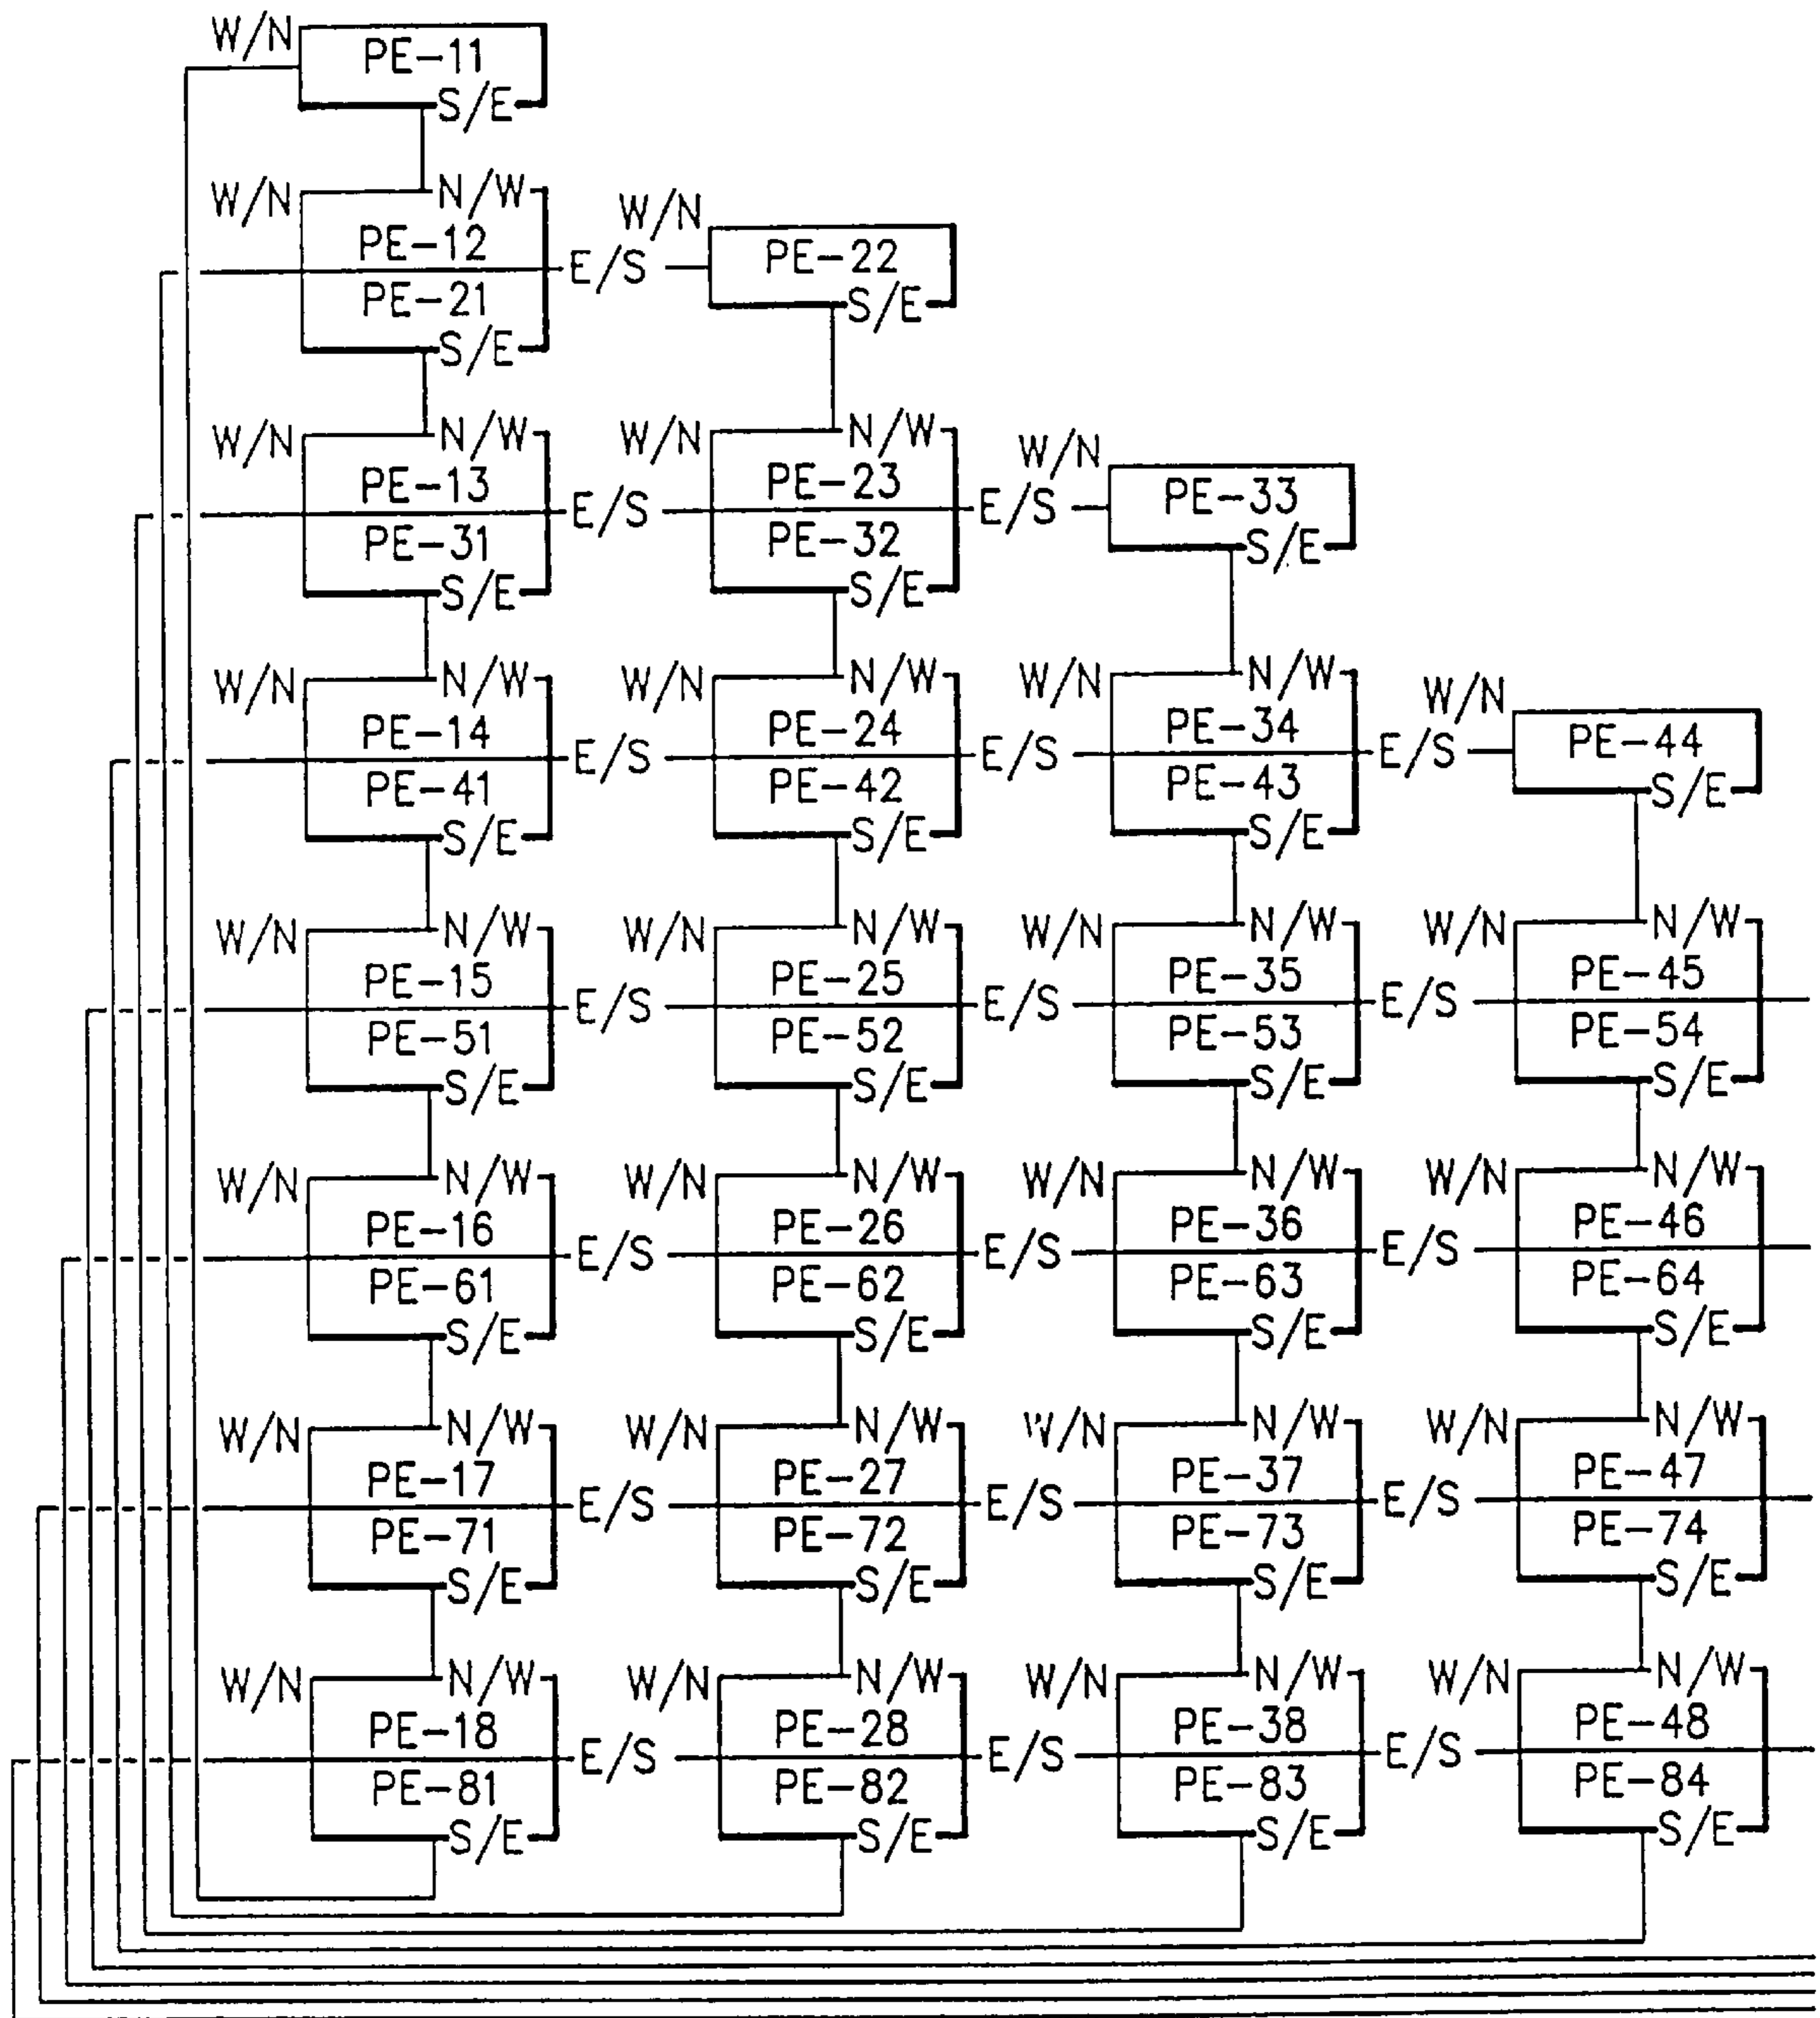 W/N PE-11
S/E
W/N N/W W/N
PE-12 E/S PE-22
PE-21 S/E
S/E
W/N N/W W/N N/W W/N
PE-13 E/S PE-23 E/S PE-33
PE-31 PE-32 S/E
S/E S/E
W/N N/W W/N N/W W/N N/W W/N
PE-14 E/S PE-24 E/S PE-34 E/S PE-44
PE-41 PE-42 PE-43 S/E
S/E S/E S/E
W/N N/W W/N N/W W/N N/W W/N N/W
PE-15 E/S PE-25 E/S PE-35 E/S PE-45
PE-51 PE-52 PE-53 PE-54
S/E S/E S/E S/E
W/N N/W W/N N/W W/N N/W W/N N/W
PE-16 E/S PE-26 E/S PE-36 E/S PE-46
PE-61 PE-62 PE-63 PE-64
S/E S/E S/E S/E
W/N N/W W/N N/W W/N N/W W/N N/W
PE-17 E/S PE-27 E/S PE-37 E/S PE-47
PE-71 PE-72 PE-73 PE-74
S/E S/E S/E S/E
W/N N/W W/N N/W W/N N/W W/N N/W
PE-18 E/S PE-28 E/S PE-38 E/S PE-48
PE-81 PE-82 PE-83 PE-84
S/E S/E S/E S/E